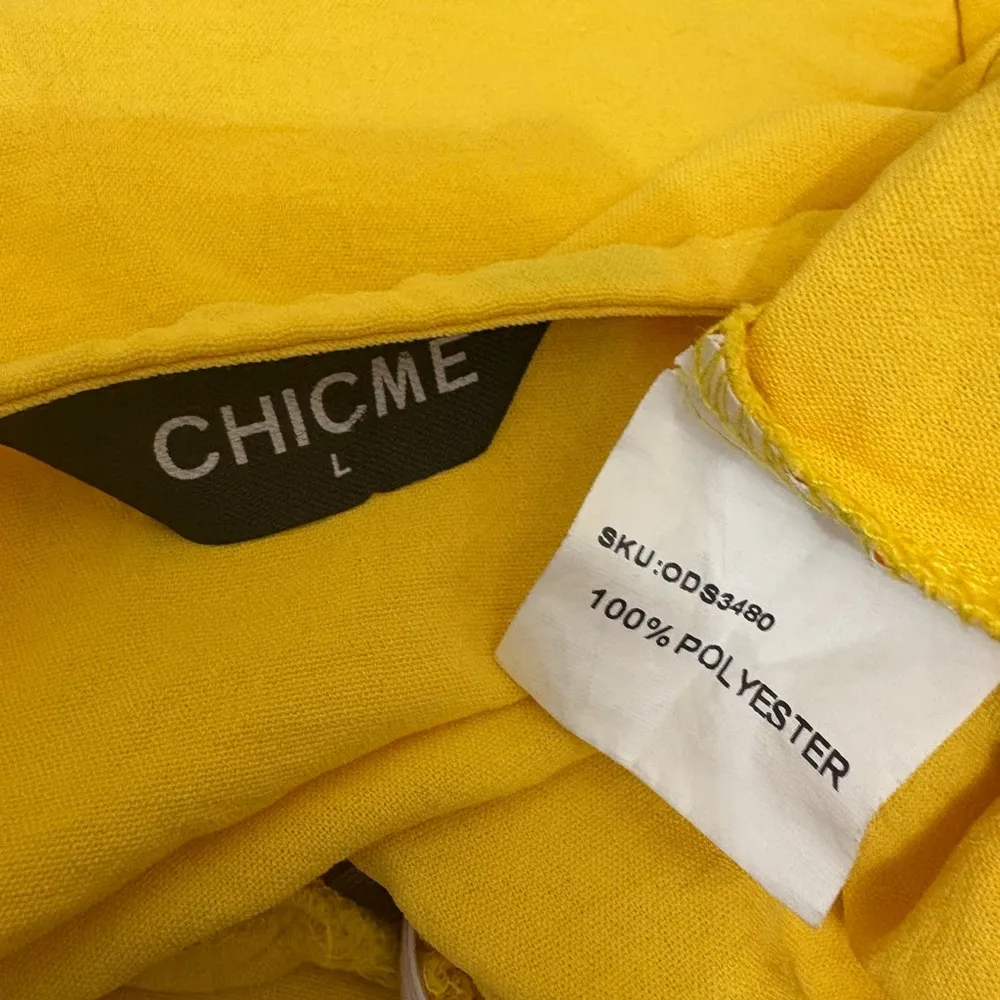 CHICME
L
SKU:ODS3480
100% POLYESTER